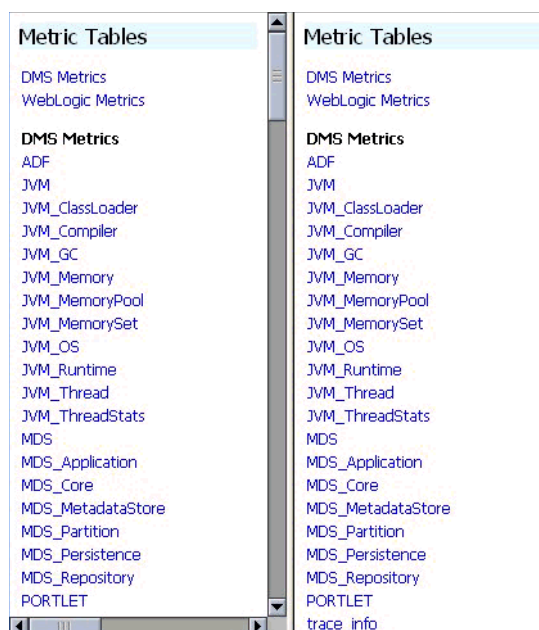 Metric Tables
DMS Metrics
WebLogic Metrics
DMS Metrics
ADF
JVM
JVM_ClassLoader
JVM_Compiler
JVM_GC
JVM_Memory
JVM_MemoryPool
JVM_MemorySet
JVM_OS
JVM_Runtime
JVM_Thread
JVM_ThreadStats
MDS
MDS_Application
MDS_Core
MDS_MetadataStore
MDS_Partition
MDS_Persistence
MDS_Repository
PORTLET
Metric Tables
DMS Metrics
WebLogic Metrics
DMS Metrics
ADF
JVM
JVM_ClassLoader
JVM_Compiler
JVM_GC
JVM_Memory
JVM_MemoryPool
JVM_MemorySet
JVM_OS
JVM_Runtime
JVM_Thread
JVM_ThreadStats
MDS
MDS_Application
MDS_Core
MDS_MetadataStore
MDS_Partition
MDS_Persistence
MDS_Repository
PORTLET
trace_info